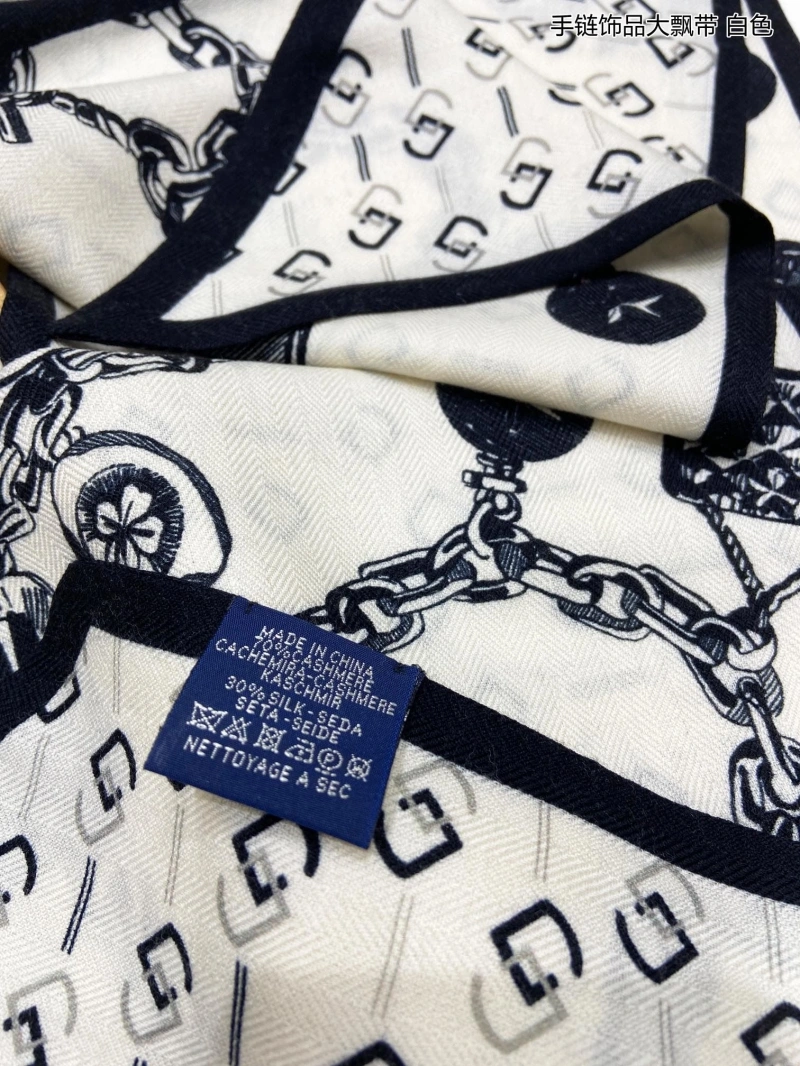 手链饰品大飘带 白色
MADE IN CHINA
70%CASHMERE
CACHEMIRA-CASHMERE
KASCHMIR
30%SILK-SEDA
SETA-SEIDE
NETTOYAGE A SEC